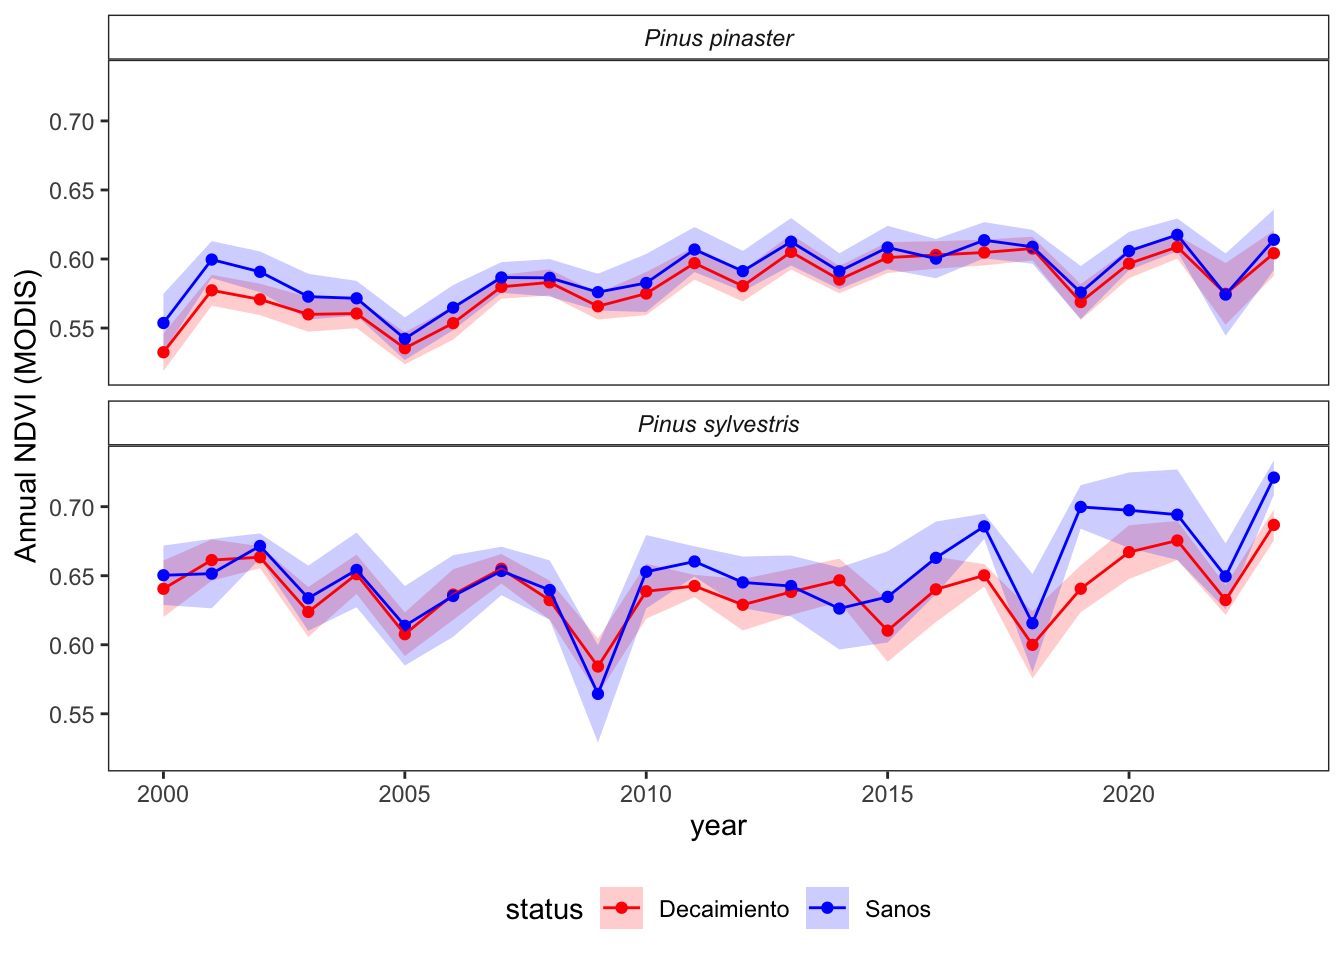 Pinus pinaster
0.70
0.65
0.60
0.55
Annual NDVI (MODIS)
Pinus sylvestris
0.70
0.65
0.60
0.55
2000 2005 2010 2015 2020
year
status Decaimiento Sanos